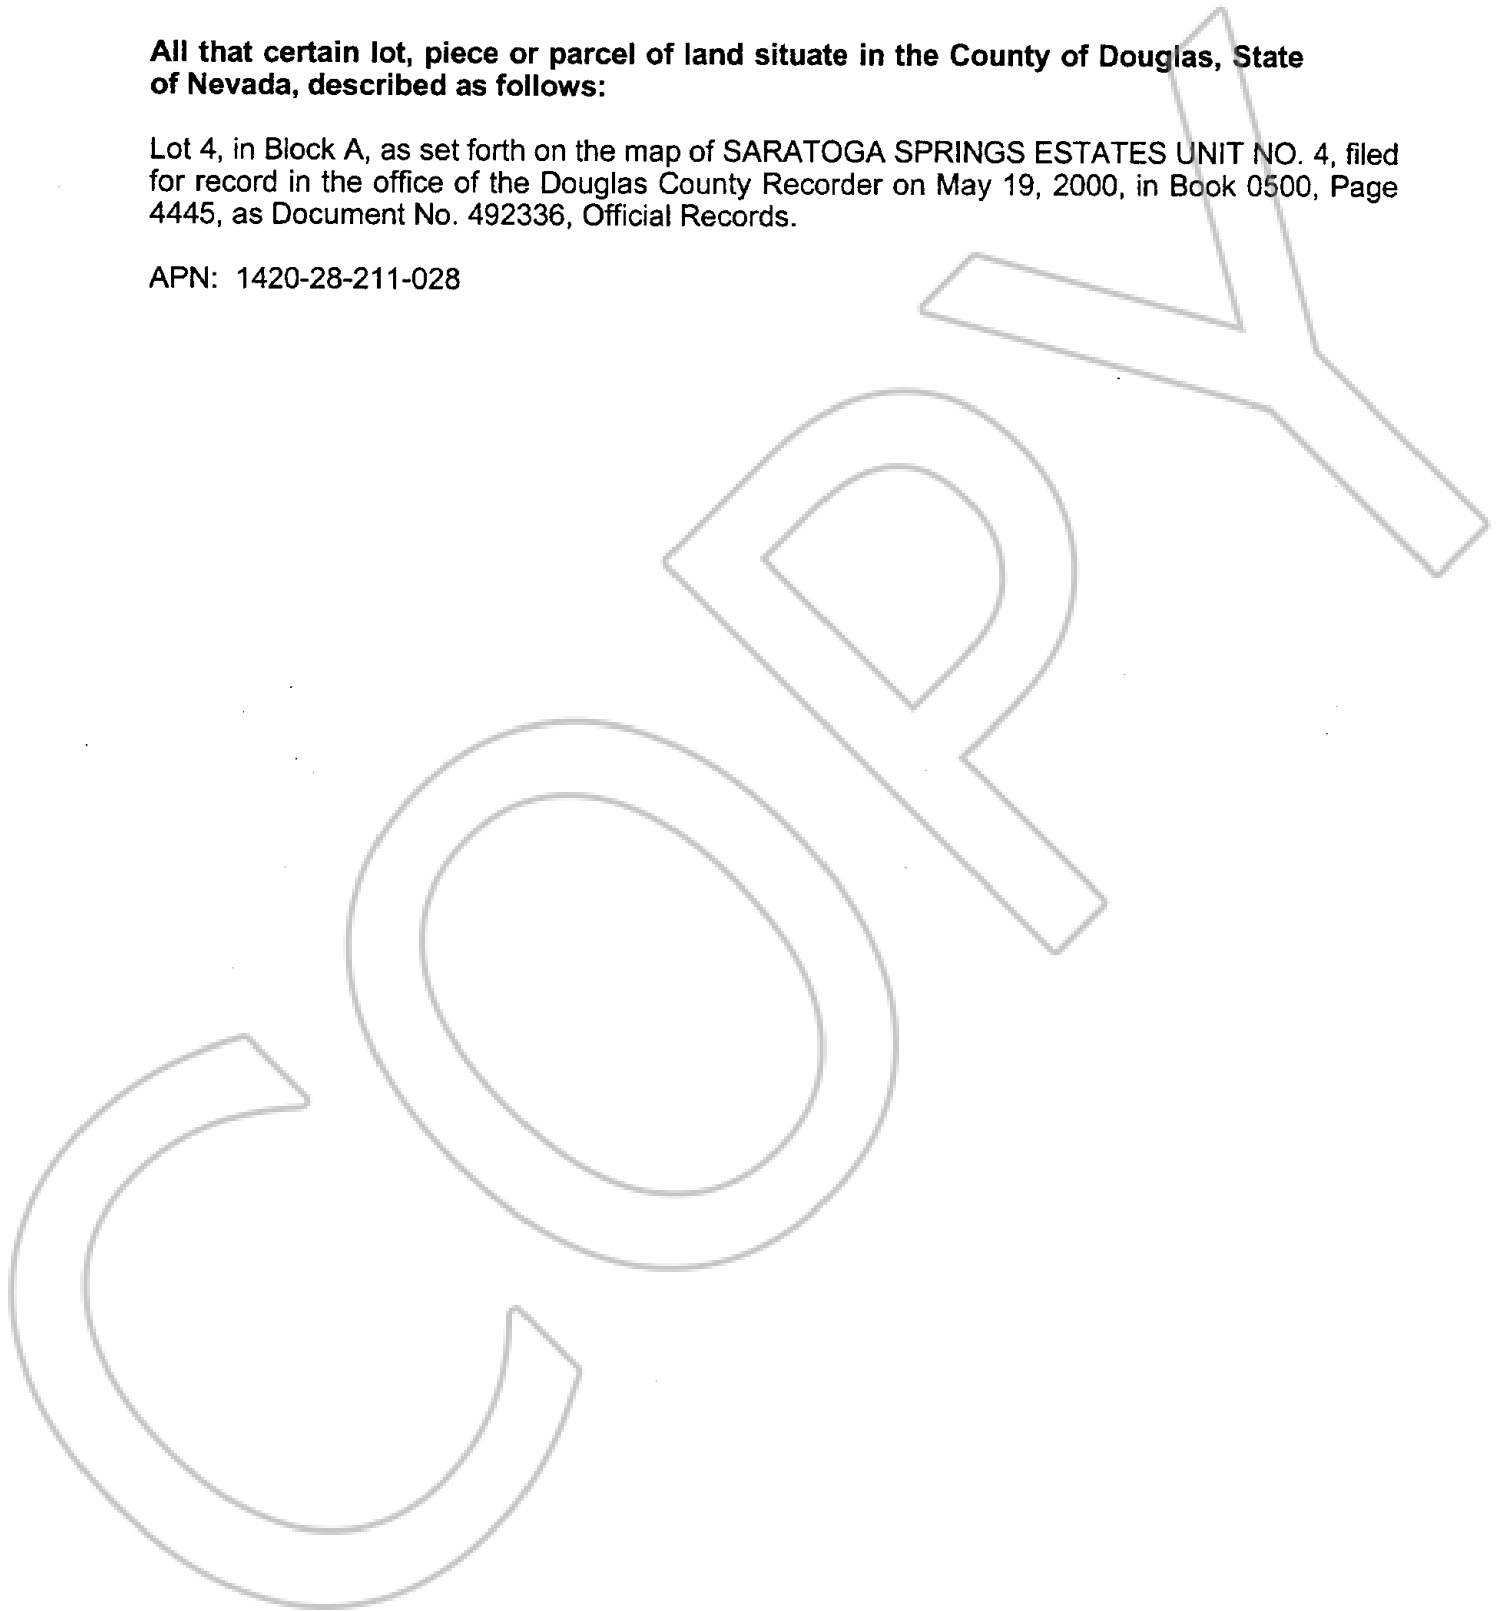 All that certain lot, piece or parcel of land situate in the County of Douglas, State
of Nevada, described as follows:
Lot 4, in Block A, as set forth on the map of SARATOGA SPRINGS ESTATES UNIT NO. 4, filed
for record in the office of the Douglas County Recorder on May 19, 2000, in Book 0500, Page
4445, as Document No. 492336, Official Records.
APN: 1420-28-211-028
COPY